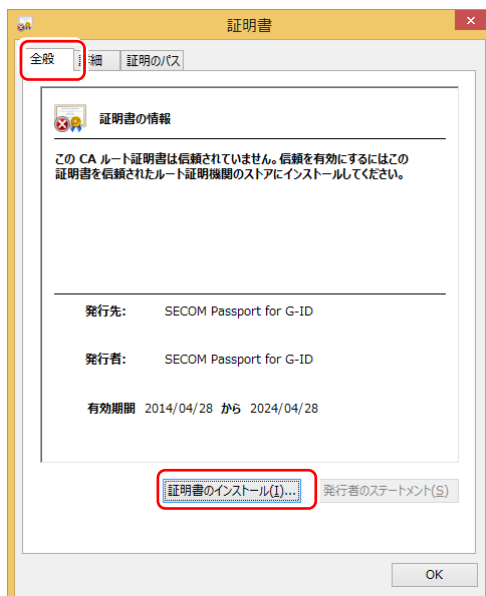 証明書
全般 詳細 証明のパス
証明書の情報
この CA ルート証明書は信頼されていません。信頼を有効にするにはこの
証明書を信頼されたルート証明機関のストアにインストールしてください。
発行先: SECOM Passport for G-ID
発行者: SECOM Passport for G-ID
有効期間 2014/04/28 から 2024/04/28
証明書のインストール(I)... 発行者のステートメント(S)
OK